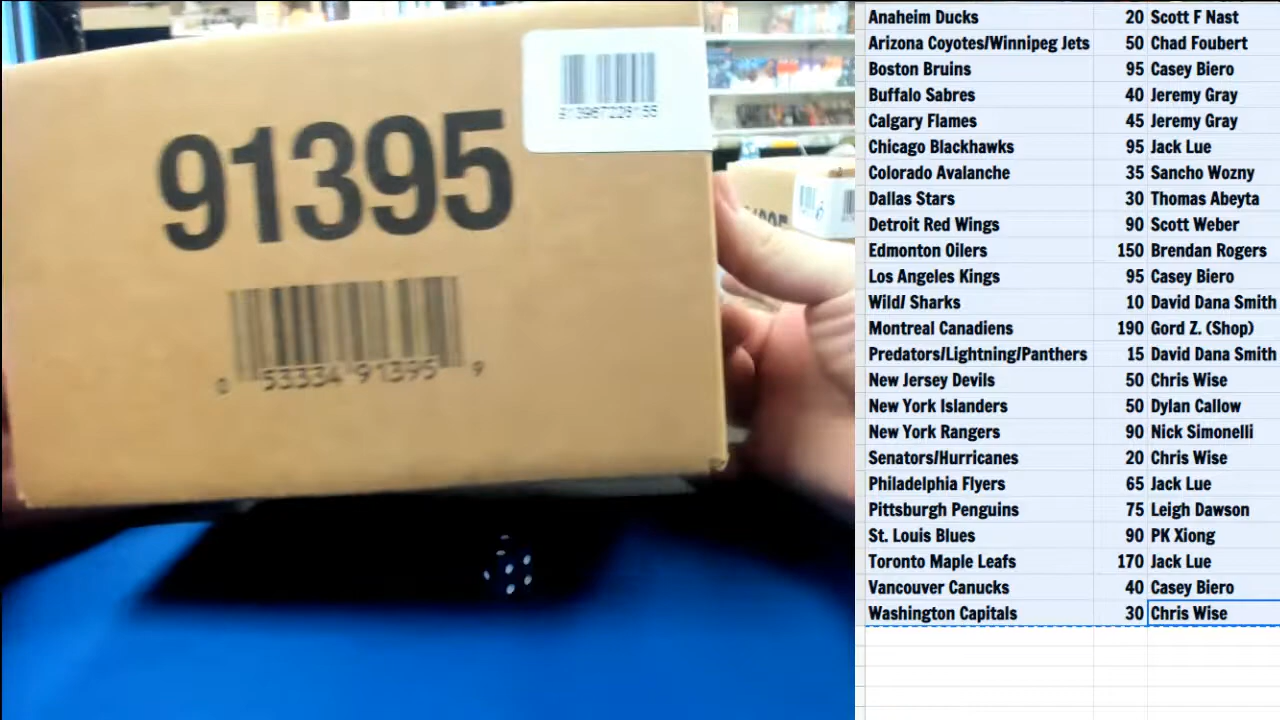 91395
0 53334 91395 9
Anaheim Ducks 20 Scott F Nast
Arizona Coyotes/Winnipeg Jets 50 Chad Foubert
Boston Bruins 95 Casey Biero
Buffalo Sabres 40 Jeremy Gray
Calgary Flames 45 Jeremy Gray
Chicago Blackhawks 95 Jack Lue
Colorado Avalanche 35 Sancho Wozny
Dallas Stars 30 Thomas Abeyta
Detroit Red Wings 90 Scott Weber
Edmonton Oilers 150 Brendan Rogers
Los Angeles Kings 95 Casey Biero
Wild/ Sharks 10 David Dana Smith
Montreal Canadiens 190 Gord Z. (Shop)
Predators/Lightning/Panthers 15 David Dana Smith
New Jersey Devils 50 Chris Wise
New York Islanders 50 Dylan Callow
New York Rangers 90 Nick Simonelli
Senators/Hurricanes 20 Chris Wise
Philadelphia Flyers 65 Jack Lue
Pittsburgh Penguins 75 Leigh Dawson
St. Louis Blues 90 PK Xiong
Toronto Maple Leafs 170 Jack Lue
Vancouver Canucks 40 Casey Biero
Washington Capitals 30 Chris Wise